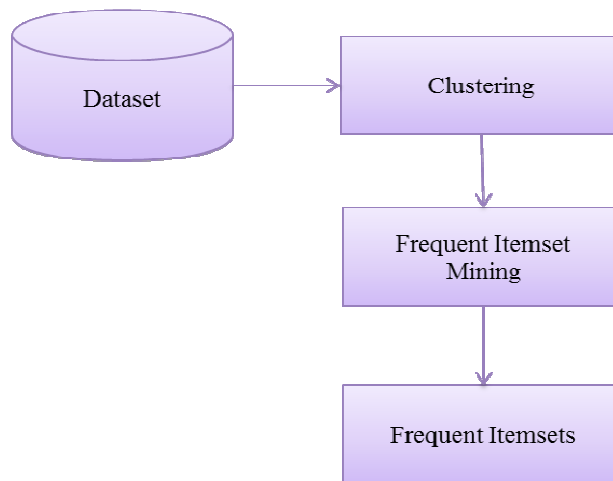 Dataset
Clustering
Frequent Itemset
Mining
Frequent Itemsets